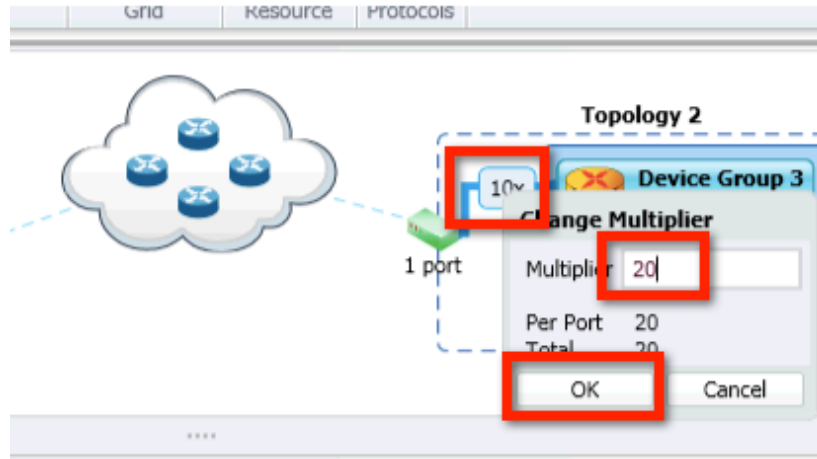 Grid Resource Protocols
Topology 2
10x Device Group 3
Change Multiplier
1 port
Multiplier 20
Per Port 20
Total 20
OK Cancel